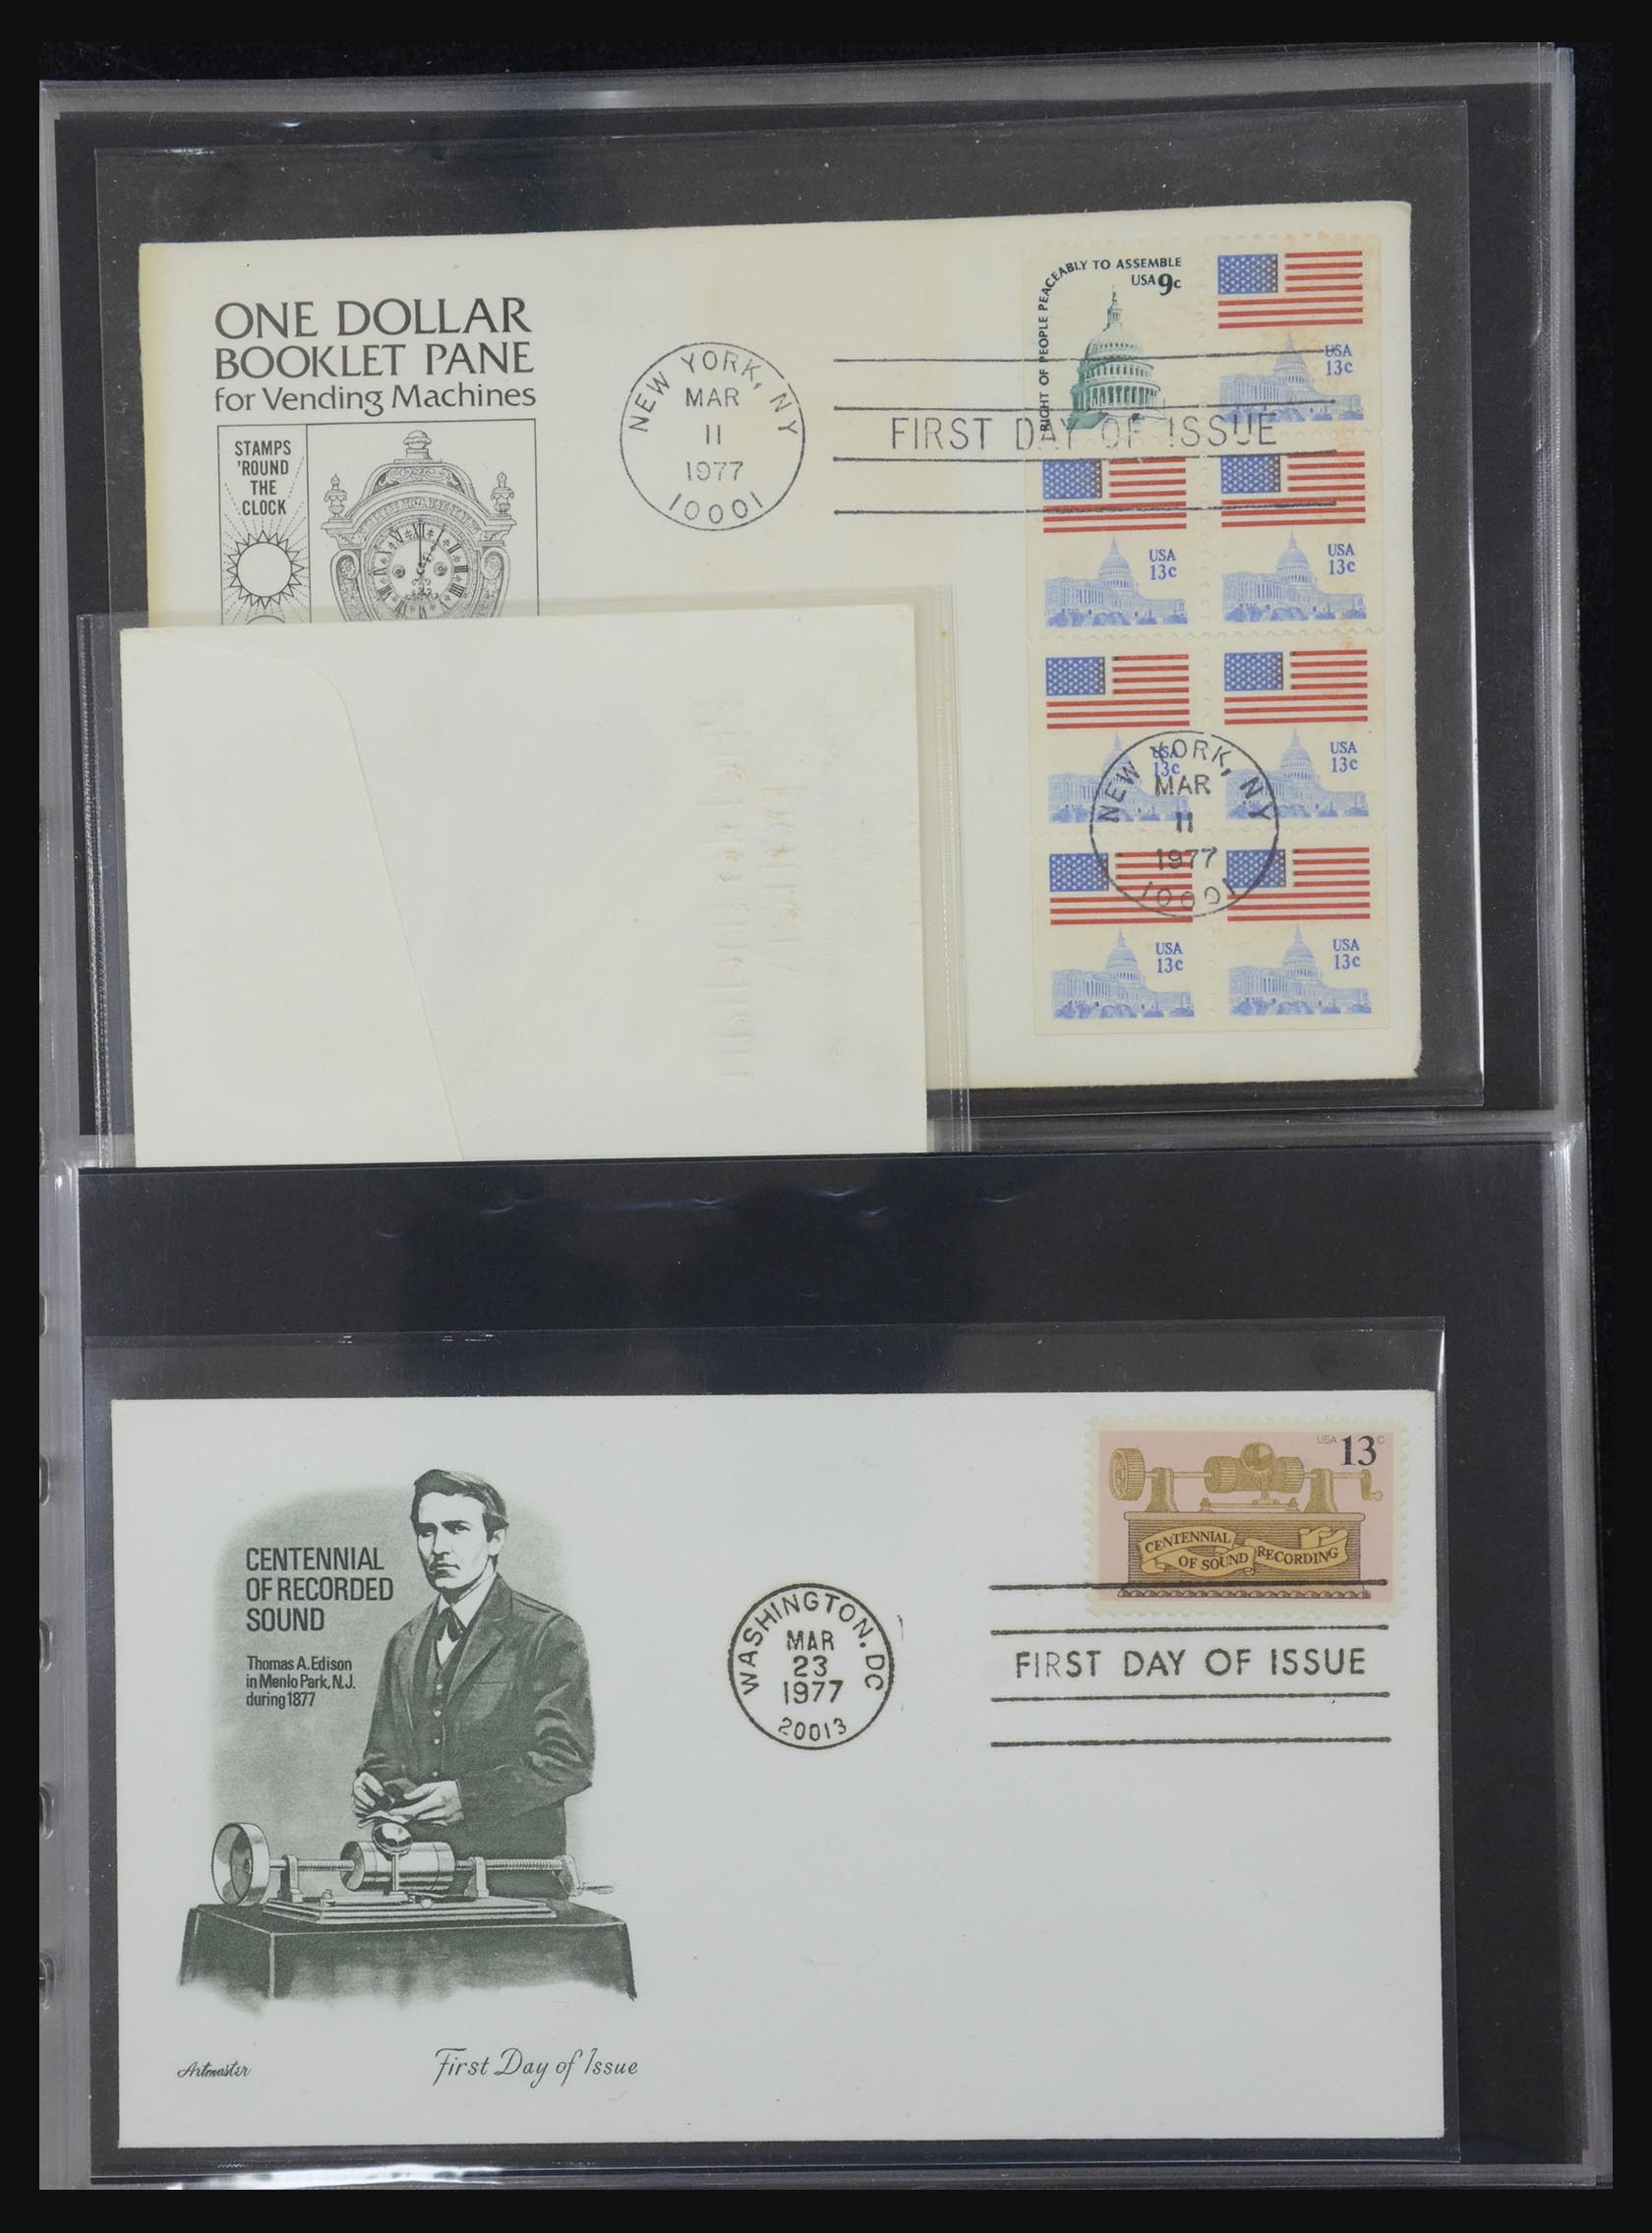 ONE DOLLAR
BOOKLET PANE
for Vending Machines
STAMPS
'ROUND
THE
CLOCK
NEW YORK, NY
MAR
11
1977
10001
FIRST DAY OF ISSUE
RIGHT OF PEOPLE PEACEABLY TO ASSEMBLE
USA 9c
USA
13c
USA
13c
USA
13c
USA
13c
USA
13c
NEW YORK, NY
MAR
11
1977
10001
USA
13c
USA
13c
CENTENNIAL
OF RECORDED
SOUND
Thomas A. Edison
in Menlo Park, N.J.
during 1877
Artmaster
First Day of Issue
WASHINGTON, DC
MAR
23
1977
20013
USA 13c
CENTENNIAL
OF SOUND RECORDING
FIRST DAY OF ISSUE